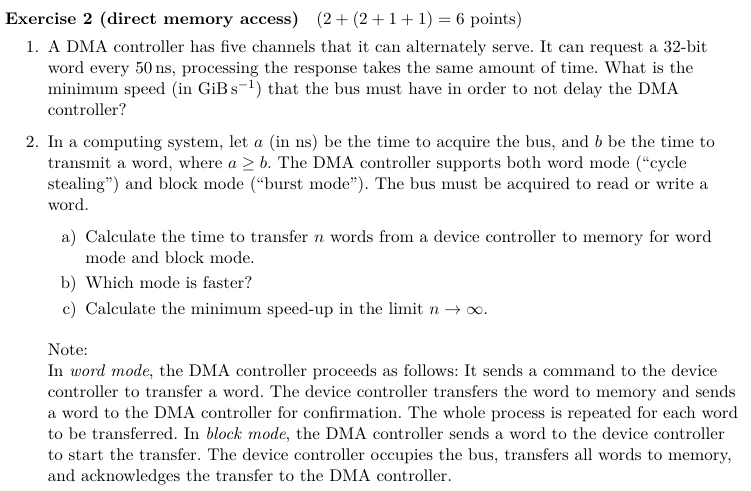 Exercise 2 (direct memory access) (2 + (2 + 1 + 1) = 6 points)
1. A DMA controller has five channels that it can alternately serve. It can request a 32-bit
word every 50 ns, processing the response takes the same amount of time. What is the
minimum speed (in GiB s⁻¹) that the bus must have in order to not delay the DMA
controller?
2. In a computing system, let a (in ns) be the time to acquire the bus, and b be the time to
transmit a word, where a ≥ b. The DMA controller supports both word mode (“cycle
stealing”) and block mode (“burst mode”). The bus must be acquired to read or write a
word.
a) Calculate the time to transfer n words from a device controller to memory for word
mode and block mode.
b) Which mode is faster?
c) Calculate the minimum speed-up in the limit n → ∞.
Note:
In word mode, the DMA controller proceeds as follows: It sends a command to the device
controller to transfer a word. The device controller transfers the word to memory and sends
a word to the DMA controller for confirmation. The whole process is repeated for each word
to be transferred. In block mode, the DMA controller sends a word to the device controller
to start the transfer. The device controller occupies the bus, transfers all words to memory,
and acknowledges the transfer to the DMA controller.